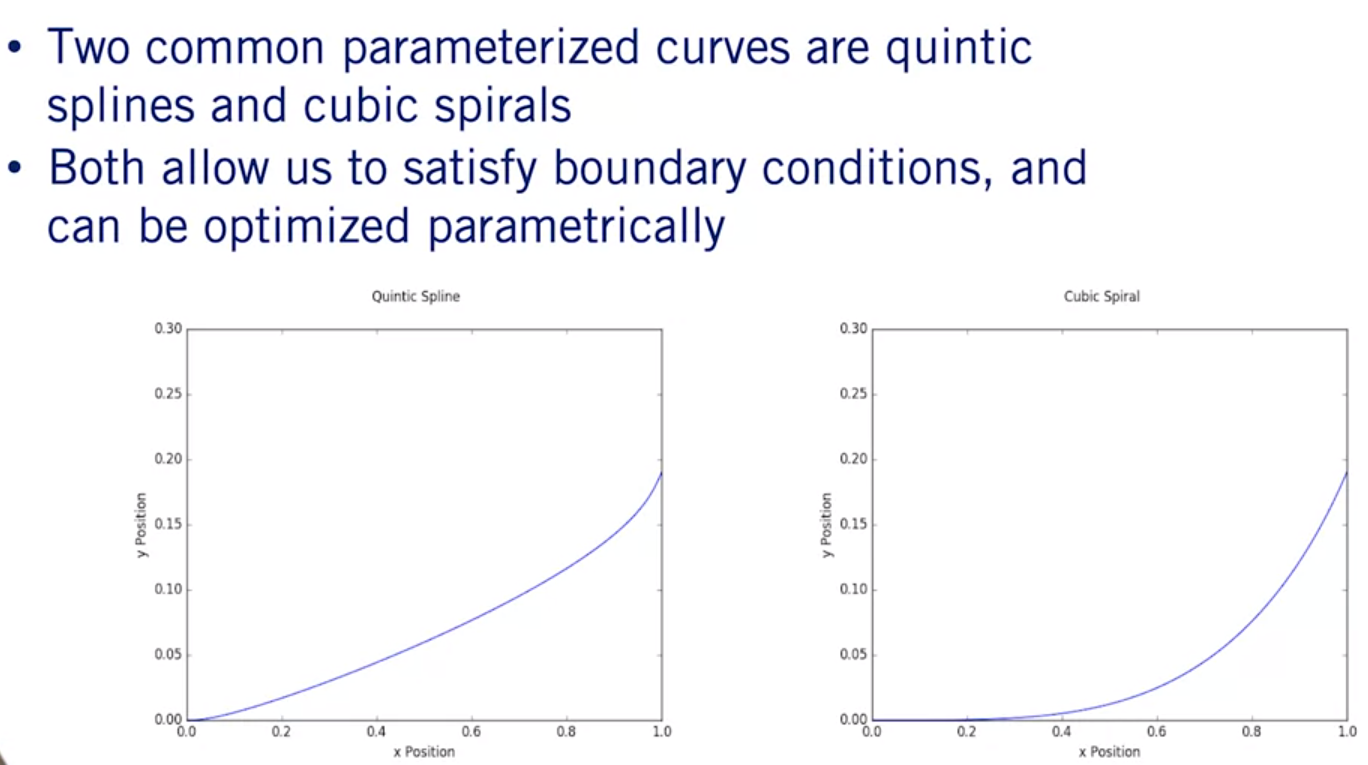 • Two common parameterized curves are quintic
splines and cubic spirals
• Both allow us to satisfy boundary conditions, and
can be optimized parametrically
Quintic Spline
0.30
0.25
0.20
0.15
0.10
0.05
0.00
y Position
0.0 0.2 0.4 0.6 0.8 1.0
x Position
Cubic Spiral
0.30
0.25
0.20
0.15
0.10
0.05
0.00
y Position
0.0 0.2 0.4 0.6 0.8 1.0
x Position